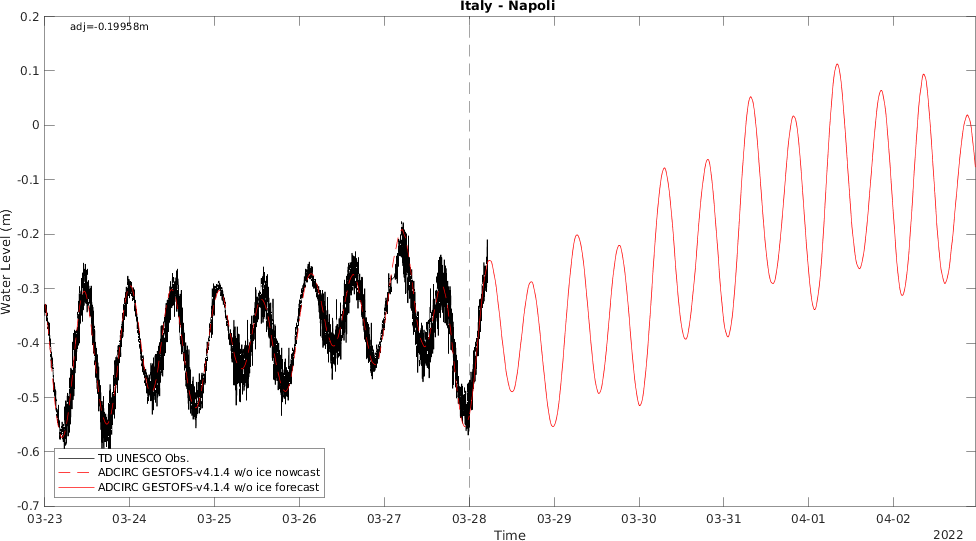 Italy - Napoli
adj=-0.19958m
0.2
0.1
0
-0.1
-0.2
-0.3
-0.4
-0.5
-0.6
-0.7
Water Level (m)
TD UNESCO Obs.
ADCIRC GESTOFS-v4.1.4 w/o ice nowcast
ADCIRC GESTOFS-v4.1.4 w/o ice forecast
03-23 03-24 03-25 03-26 03-27 03-28 03-29 03-30 03-31 04-01 04-02
Time
2022